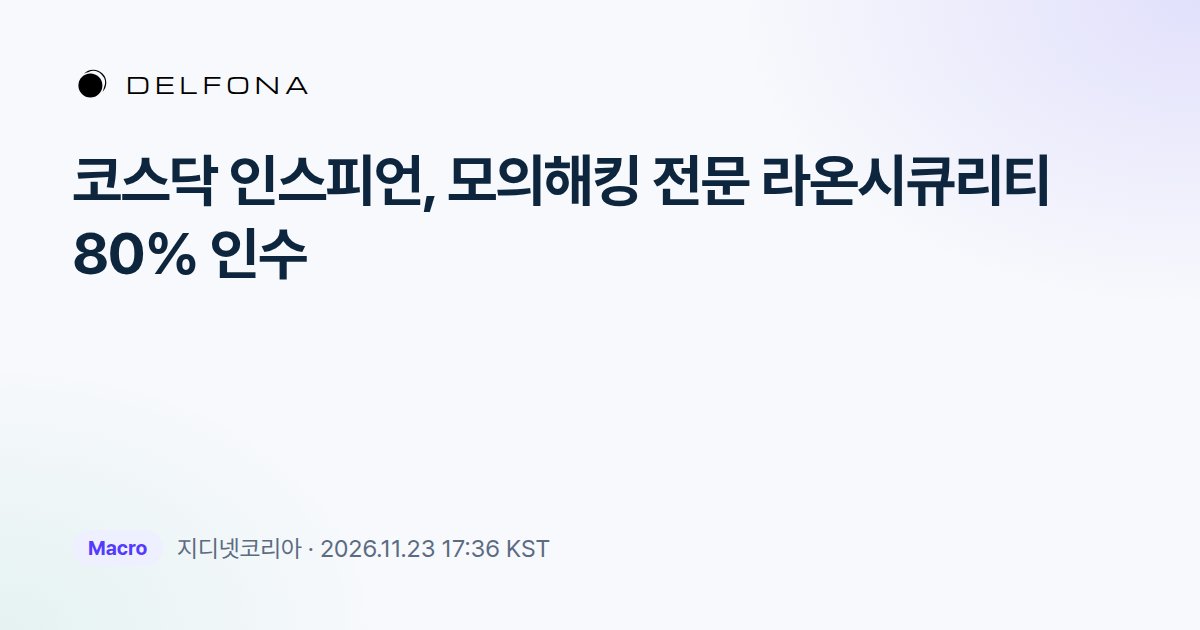 DELFONA
코스닥 인스피언, 모의해킹 전문 라온시큐리티
80% 인수
Macro 지디넷코리아 · 2026.11.23 17:36 KST